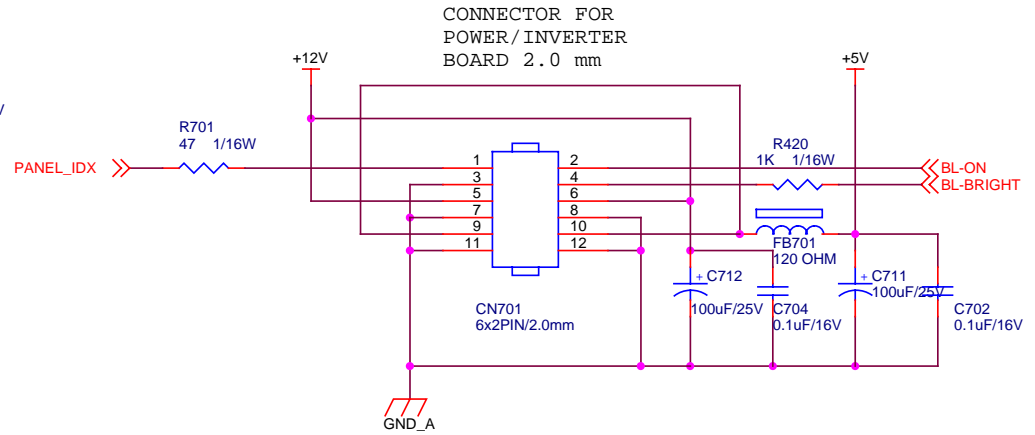 CONNECTOR FOR
POWER/INVERTER
BOARD 2.0 mm
+12V
+5V
R701
47 1/16W
PANEL_IDX
1
3
5
7
9
11
2
4
6
8
10
12
R420
1K 1/16W
BL-ON
BL-BRIGHT
FB701
120 OHM
CN701
6x2PIN/2.0mm
+ C712
100uF/25V
C704
0.1uF/16V
+ C711
100uF/25V
C702
0.1uF/16V
GND_A